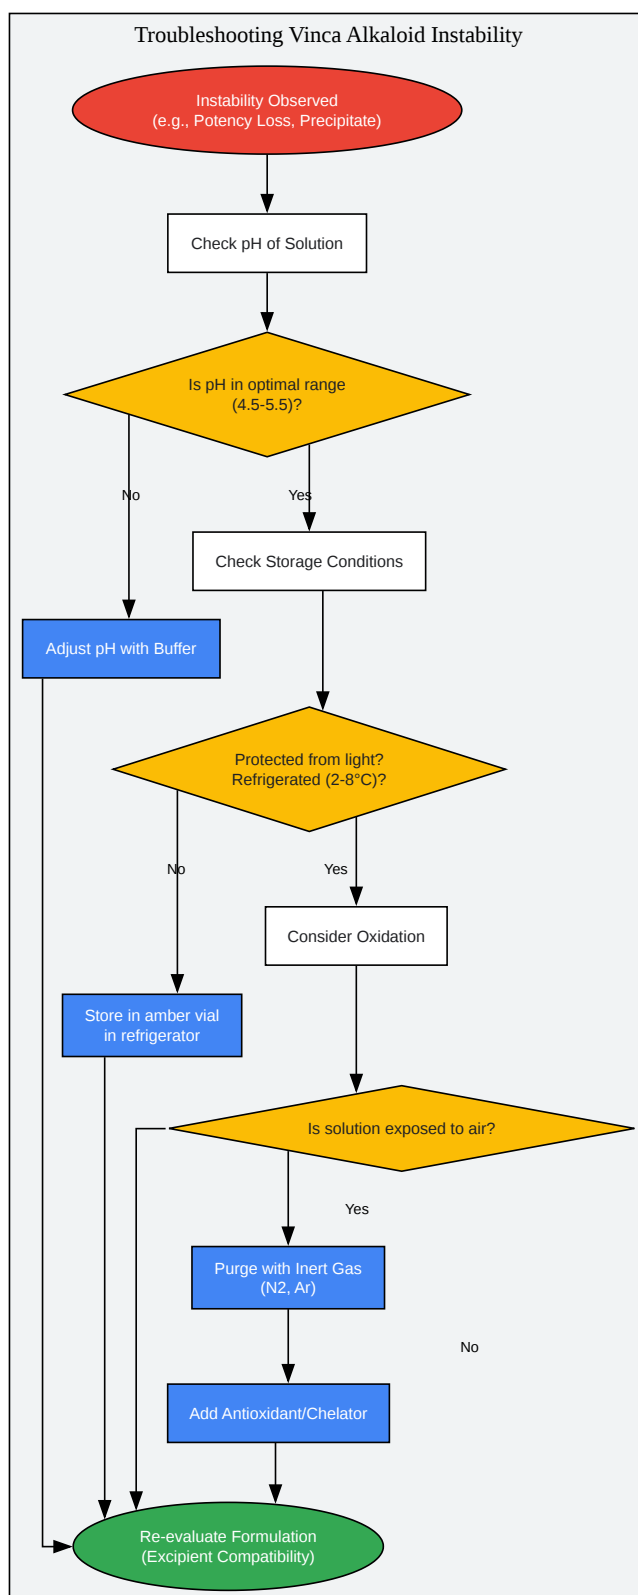 Troubleshooting Vinca Alkaloid Instability
Instability Observed
(e.g., Potency Loss, Precipitate)
Check pH of Solution
Is pH in optimal range
(4.5-5.5)?
No
Yes
Check Storage Conditions
Adjust pH with Buffer
Protected from light?
Refrigerated (2-8°C)?
No
Yes
Consider Oxidation
Store in amber vial
in refrigerator
Is solution exposed to air?
Yes
Purge with Inert Gas
(N2, Ar)
No
Add Antioxidant/Chelator
Re-evaluate Formulation
(Excipient Compatibility)